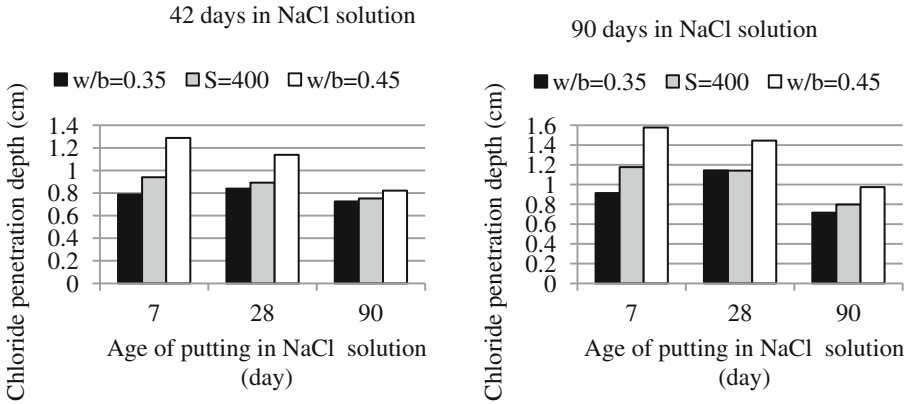 42 days in NaCl solution
w/b=0.35 S=400 w/b=0.45
Chloride penetration depth (cm)
1.4
1.2
1
0.8
0.6
0.4
0.2
0
7 28 90
Age of putting in NaCl solution
(day)
90 days in NaCl solution
w/b=0.35 S=400 w/b=0.45
Chloride penetration depth (cm)
1.6
1.4
1.2
1
0.8
0.6
0.4
0.2
0
7 28 90
Age of putting in NaCl solution
(day)